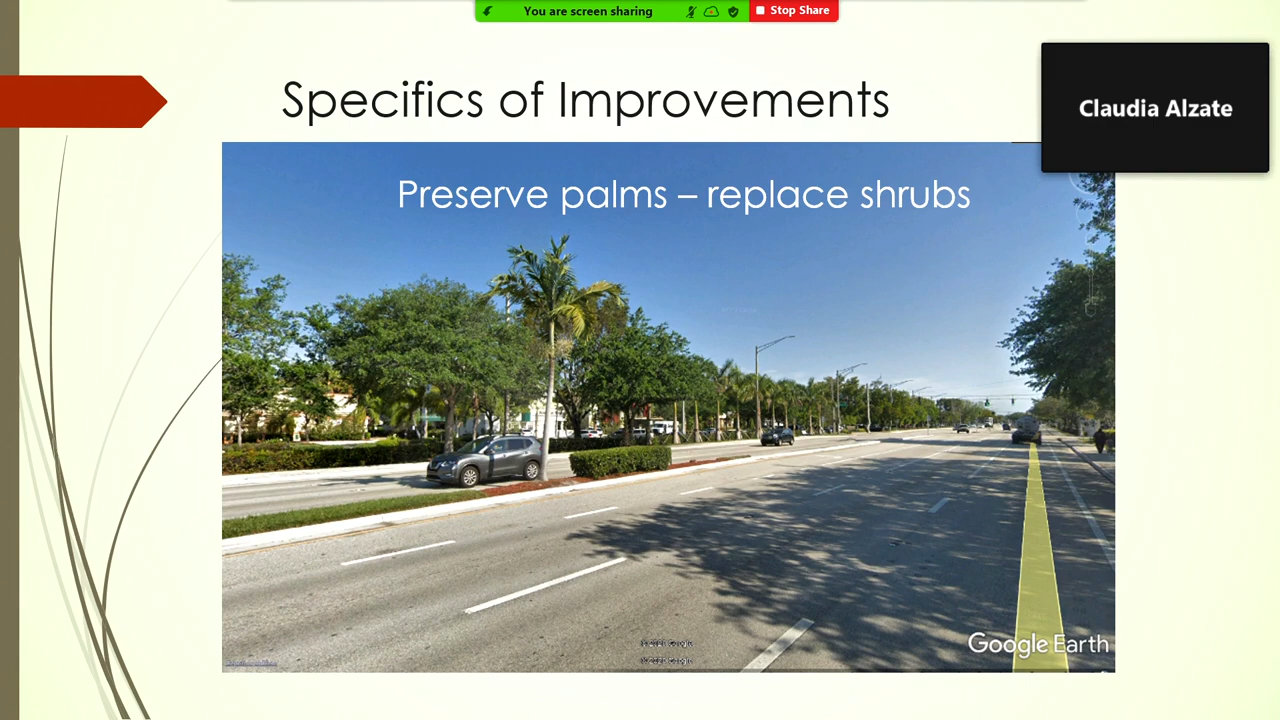 You are screen sharing
Stop Share
Specifics of Improvements
Claudia Alzate
Preserve palms – replace shrubs
Google Earth